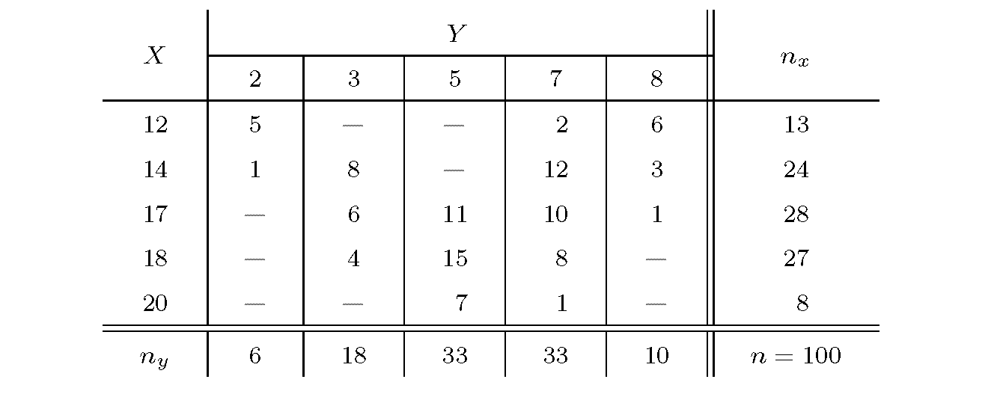 Y
X n_x
2 3 5 7 8
12 5 — — 2 6 13
14 1 8 — 12 3 24
17 — 6 11 10 1 28
18 — 4 15 8 — 27
20 — — 7 1 — 8
n_y 6 18 33 33 10 n = 100